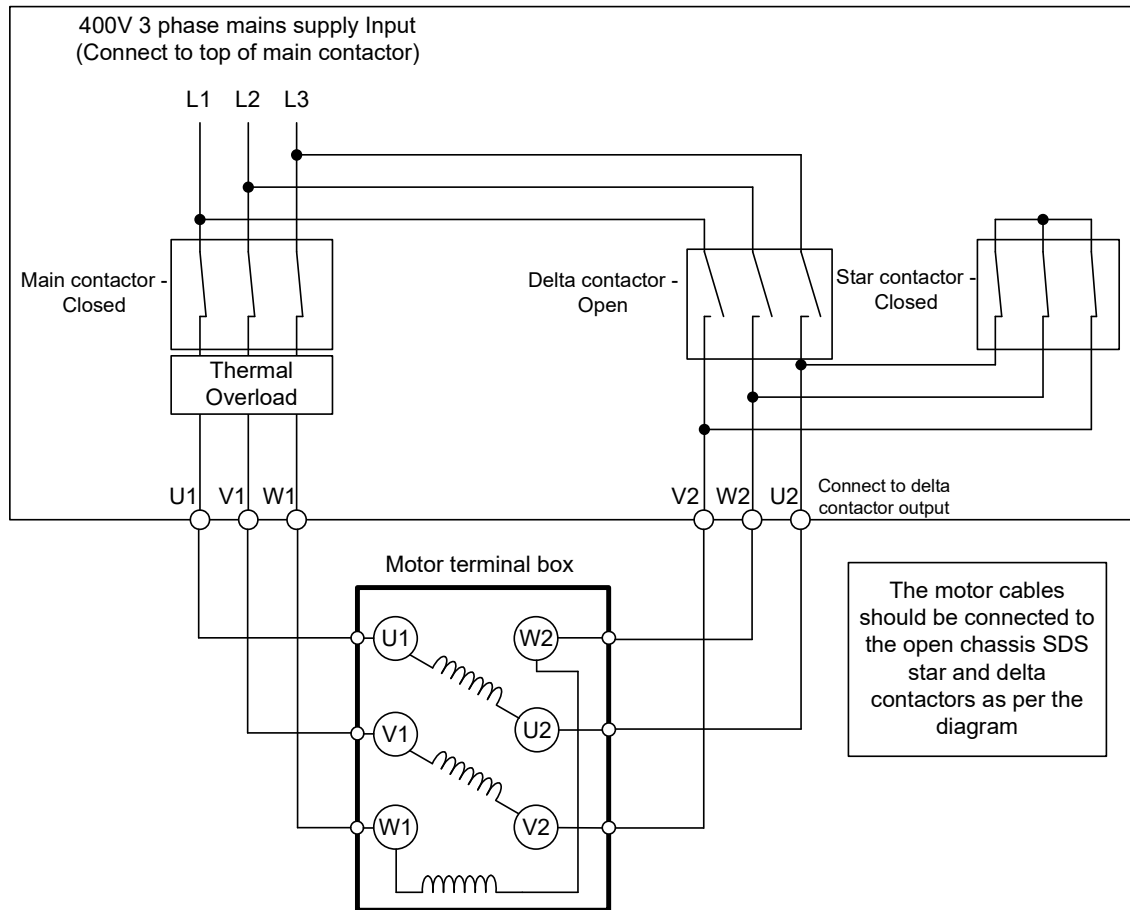 400V 3 phase mains supply Input
(Connect to top of main contactor)
L1 L2 L3
Main contactor -
Closed
Delta contactor -
Open
Star contactor -
Closed
Thermal
Overload
U1 V1 W1
V2 W2 U2
Connect to delta
contactor output
Motor terminal box
U1
W2
V1
U2
W1
V2
The motor cables
should be connected to
the open chassis SDS
star and delta
contactors as per the
diagram